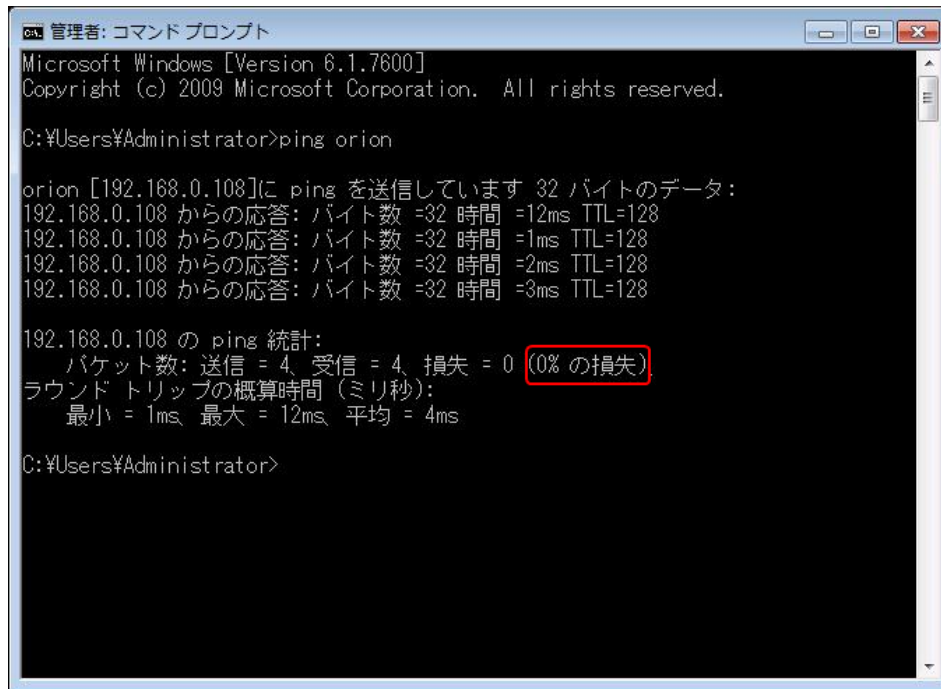 管理者: コマンド プロンプト
Microsoft Windows [Version 6.1.7600]
Copyright (c) 2009 Microsoft Corporation.  All rights reserved.
C:¥Users¥Administrator>ping orion
orion [192.168.0.108]に ping を送信しています 32 バイトのデータ:
192.168.0.108 からの応答: バイト数 =32 時間 =12ms TTL=128
192.168.0.108 からの応答: バイト数 =32 時間 =1ms TTL=128
192.168.0.108 からの応答: バイト数 =32 時間 =2ms TTL=128
192.168.0.108 からの応答: バイト数 =32 時間 =3ms TTL=128
192.168.0.108 の ping 統計:
パケット数: 送信 = 4、受信 = 4、損失 = 0 (0% の損失)、
ラウンド トリップの概算時間 (ミリ秒):
最小 = 1ms、最大 = 12ms、平均 = 4ms
C:¥Users¥Administrator>